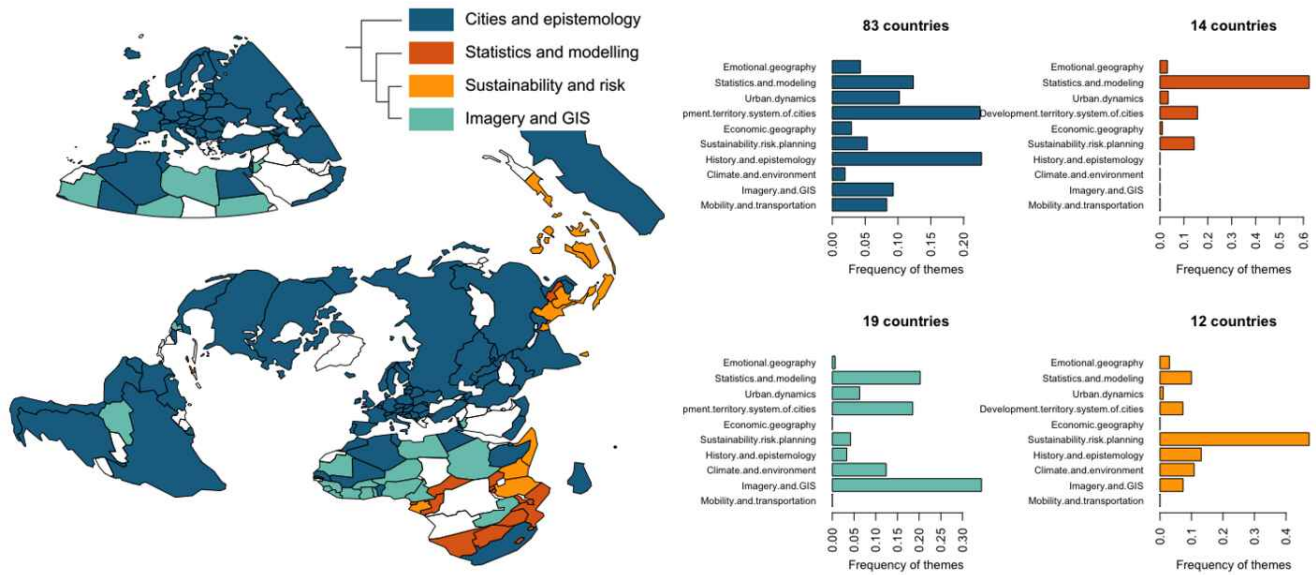 Cities and epistemology
Statistics and modelling
Sustainability and risk
Imagery and GIS
83 countries
Emotional.geography
Statistics.and.modeling
Urban.dynamics
pment.territory.system.of.cities
Economic.geography
Sustainability.risk.planning
History.and.epistemology
Climate.and.environment
Imagery.and.GIS
Mobility.and.transportation
0.00
0.05
0.10
0.20
Frequency of themes
14 countries
Emotional.geography
Statistics.and.modeling
Urban.dynamics
Development.territory.system.of.cities
Economic.geography
Sustainability.risk.planning
History.and.epistemology
Climate.and.environment
Imagery.and.GIS
Mobility.and.transportation
0.0
0.1
0.2
0.3
0.4
0.5
0.6
Frequency of themes
19 countries
Emotional.geography
Statistics.and.modeling
Urban.dynamics
pment.territory.system.of.cities
Economic.geography
Sustainability.risk.planning
History.and.epistemology
Climate.and.environment
Imagery.and.GIS
Mobility.and.transportation
0.00
0.05
0.10
0.20
0.30
Frequency of themes
12 countries
Emotional.geography
Statistics.and.modeling
Urban.dynamics
Development.territory.system.of.cities
Economic.geography
Sustainability.risk.planning
History.and.epistemology
Climate.and.environment
Imagery.and.GIS
Mobility.and.transportation
0.0
0.1
0.2
0.3
0.4
Frequency of themes